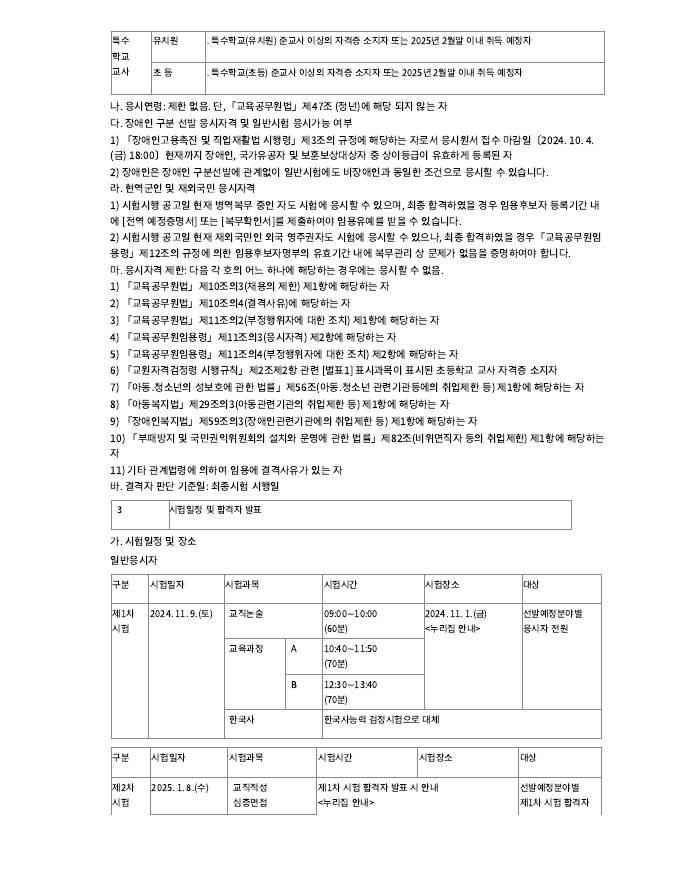 특수 유치원 . 특수학교(유치원) 준교사 이상의 자격증 소지자 또는 2025년 2월말 이내 취득 예정자
학교
교사 초 등 . 특수학교(초등) 준교사 이상의 자격증 소지자 또는 2025년 2월말 이내 취득 예정자
나. 응시연령: 제한 없음. 단,「교육공무원법」제47조 (정년)에 해당 되지 않는 자
다. 장애인 구분 선발 응시자격 및 일반시험 응시가능 여부
1) 「장애인고용촉진 및 직업재활법 시행령」제3조의 규정에 해당하는 자로서 응시원서 접수 마감일〔2024. 10. 4.
(금) 18:00〕현재까지 장애인, 국가유공자 및 보훈보상대상자 중 상이등급이 유효하게 등록된 자
2) 장애인은 장애인 구분선발에 관계없이 일반시험에도 비장애인과 동일한 조건으로 응시할 수 있습니다.
라. 현역군인 및 재외국민 응시자격
1) 시험시행 공고일 현재 병역복무 중인 자도 시험에 응시할 수 있으며, 최종 합격하였을 경우 임용후보자 등록기간 내
에 [전역 예정증명서] 또는 [복무확인서]를 제출하여야 임용유예를 받을 수 있습니다.
2) 시험시행 공고일 현재 재외국민인 외국 영주권자도 시험에 응시할 수 있으나, 최종 합격하였을 경우「교육공무원임
용령」제12조의 규정에 의한 임용후보자명부의 유효기간 내에 복무관리 상 문제가 없음을 증명하여야 합니다.
마. 응시자격 제한: 다음 각 호의 어느 하나에 해당하는 경우에는 응시할 수 없음.
1) 「교육공무원법」제10조의3(채용의 제한) 제1항에 해당하는 자
2) 「교육공무원법」제10조의4(결격사유)에 해당하는 자
3) 「교육공무원법」제11조의2(부정행위자에 대한 조치) 제1항에 해당하는 자
4) 「교육공무원임용령」제11조의3(응시자격) 제2항에 해당하는 자
5) 「교육공무원임용령」제11조의4(부정행위자에 대한 조치) 제2항에 해당하는 자
6) 「교원자격검정령 시행규칙」제2조제2항 관련 [별표1] 표시과목이 표시된 초등학교 교사 자격증 소지자
7) 「아동.청소년의 성보호에 관한 법률」제56조(아동.청소년 관련기관등에의 취업제한 등) 제1항에 해당하는 자
8) 「아동복지법」제29조의3(아동관련기관의 취업제한 등) 제1항에 해당하는 자
9) 「장애인복지법」제59조의3(장애인관련기관에의 취업제한 등) 제1항에 해당하는 자
10) 「부패방지 및 국민권익위원회의 설치와 운영에 관한 법률」제82조(비위면직자 등의 취업제한) 제1항에 해당하는
자
11) 기타 관계법령에 의하여 임용에 결격사유가 있는 자
바. 결격자 판단 기준일: 최종시험 시행일
3 시험일정 및 합격자 발표
가. 시험일정 및 장소
일반응시자
구분 시험일자 시험과목 시험시간 시험장소 대상
제1차 2024. 11. 9.(토) 교직논술 09:00~10:00 2024. 11. 1.(금) 선발예정분야별
시험 (60분) <누리집 안내> 응시자 전원
교육과정 A 10:40~11:50
(70분)
B 12:30~13:40
(70분)
한국사 한국사능력 검정시험으로 대체
구분 시험일자 시험과목 시험시간 시험장소 대상
제2차 2025. 1. 8.(수) 교직적성 제1차 시험 합격자 발표 시 안내 선발예정분야별
시험 심층면접 <누리집 안내> 제1차 시험 합격자